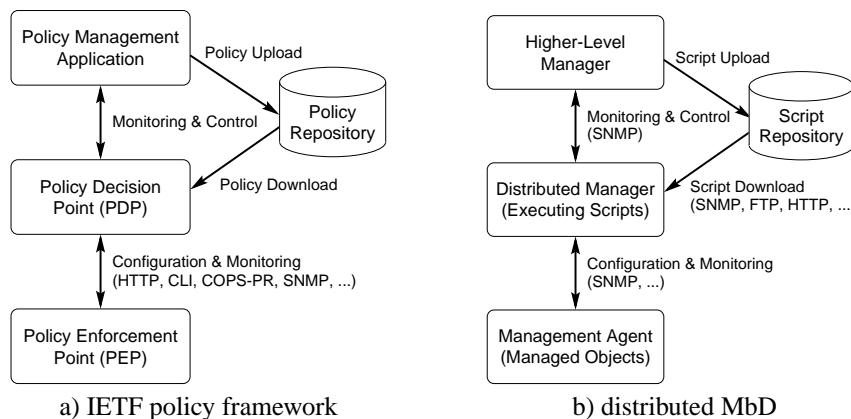 Policy Management
Application
Policy Upload
Policy
Repository
Monitoring & Control
Policy Decision
Point (PDP)
Policy Download
Configuration & Monitoring
(HTTP, CLI, COPS-PR, SNMP, ...)
Policy Enforcement
Point (PEP)
a) IETF policy framework
Higher-Level
Manager
Script Upload
Script
Repository
Monitoring & Control
(SNMP)
Distributed Manager
(Executing Scripts)
Script Download
(SNMP, FTP, HTTP, ...
Configuration & Monitoring
(SNMP, ...)
Management Agent
(Managed Objects)
b) distributed MbD